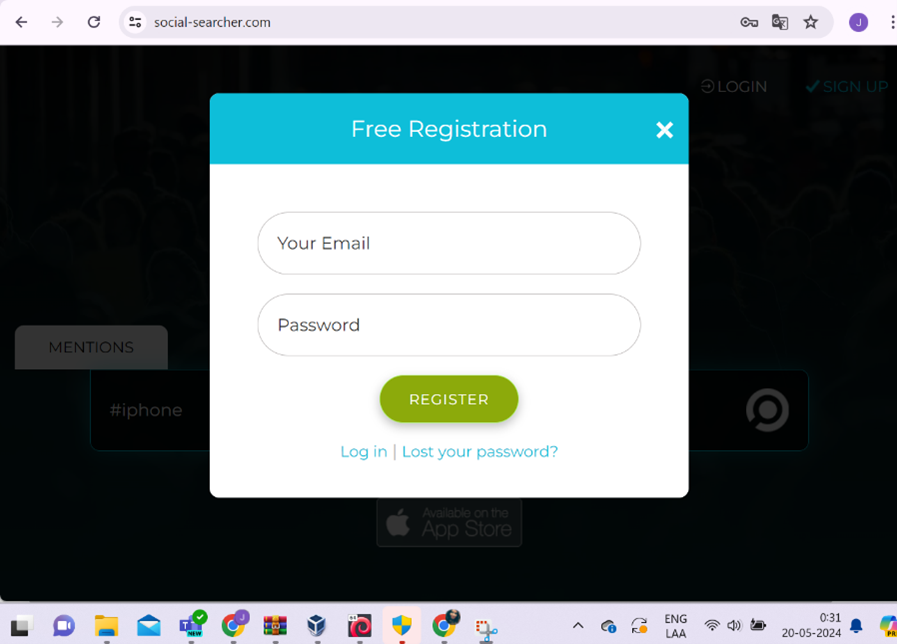 social-searcher.com
J
LOGIN
SIGN UP
Free Registration
Your Email
Password
MENTIONS
#iphone
REGISTER
Log in | Lost your password?
Available on the
App Store
NEW
J
ENG
LAA
0:31
20-05-2024